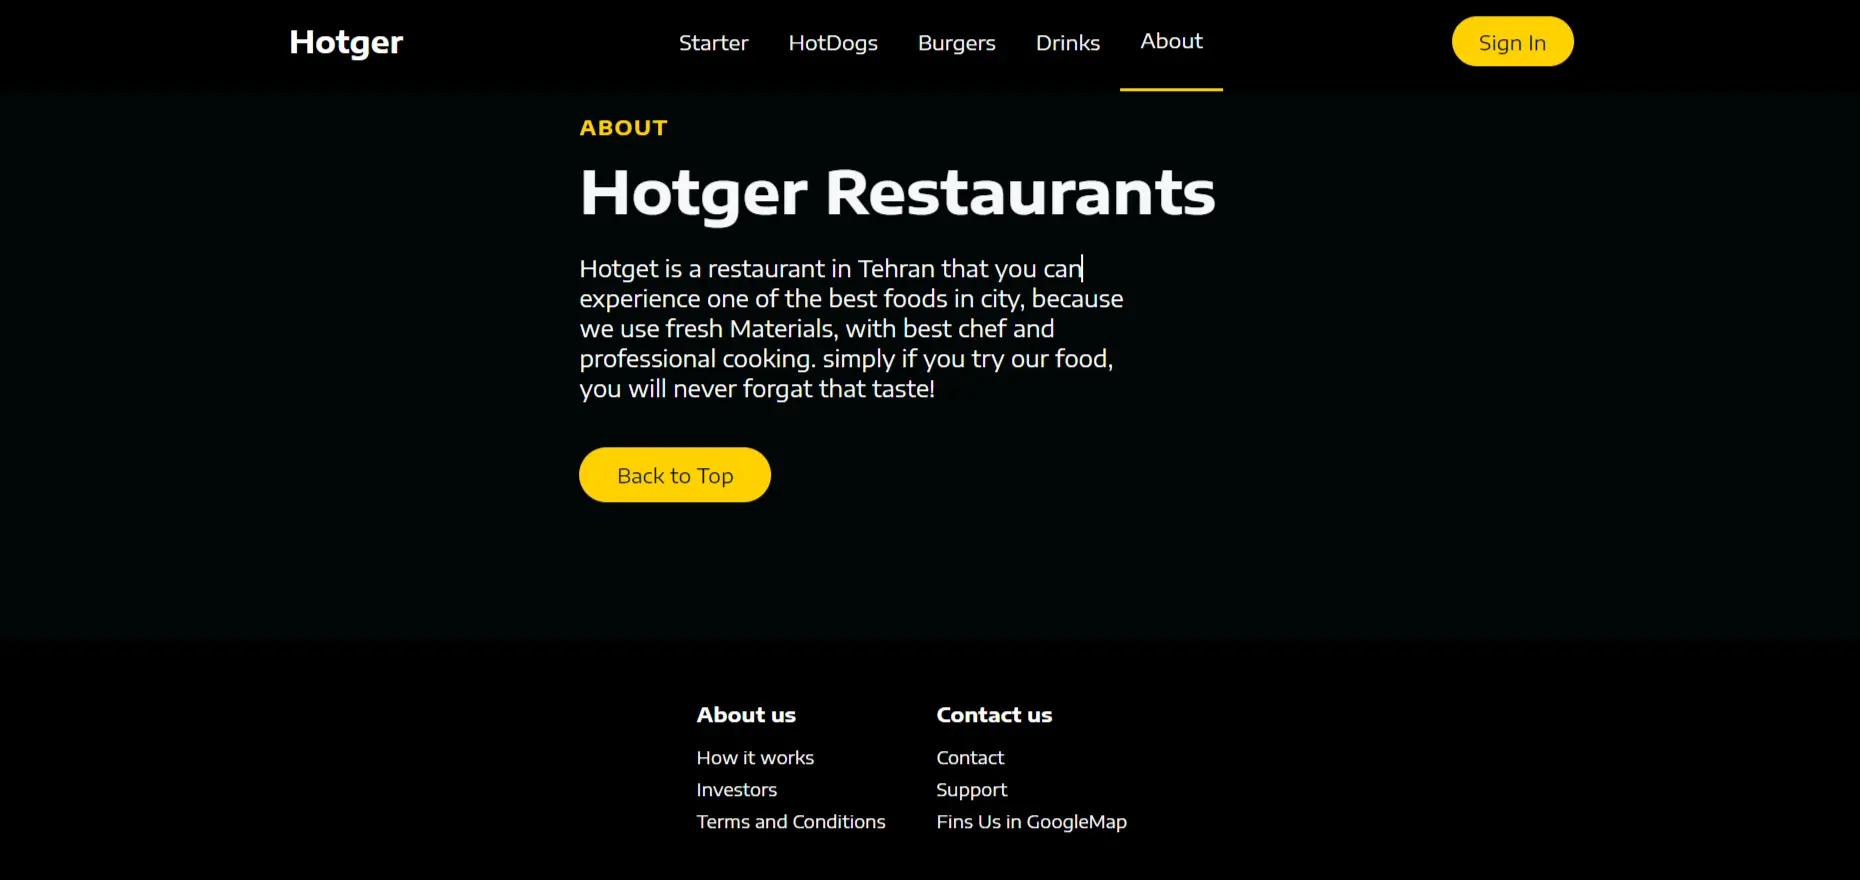 Hotger
Starter HotDogs Burgers Drinks About
Sign In
ABOUT
Hotger Restaurants
Hotget is a restaurant in Tehran that you can
experience one of the best foods in city, because
we use fresh Materials, with best chef and
professional cooking. simply if you try our food,
you will never forgat that taste!
Back to Top
About us
How it works
Investors
Terms and Conditions
Contact us
Contact
Support
Fins Us in GoogleMap